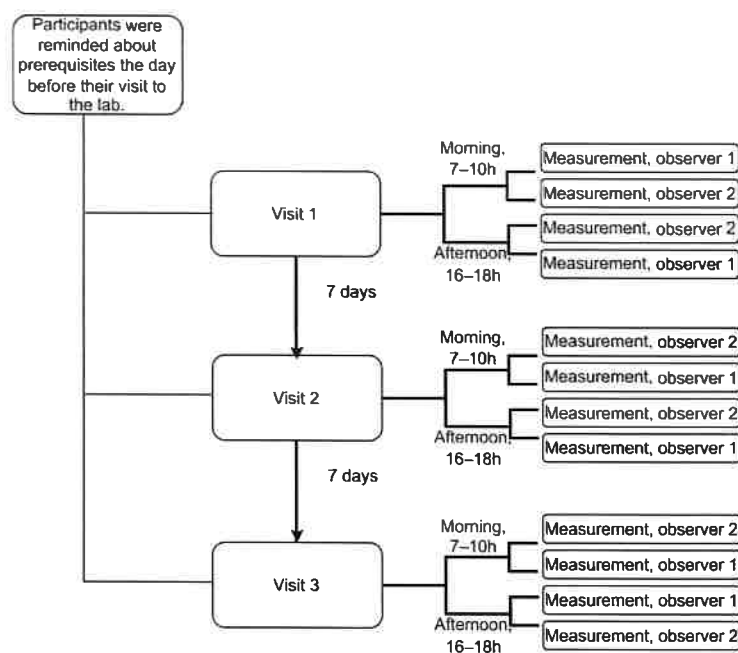 Participants were
reminded about
prerequisites the day
before their visit to
the lab.
Morning,
7–10h
Measurement, observer 1
Measurement, observer 2
Visit 1
Measurement, observer 2
Afternoon,
16–18h
Measurement, observer 1
7 days
Morning,
7–10h
Measurement, observer 2
Measurement, observer 1
Visit 2
Measurement, observer 2
Afternoon,
16–18h
Measurement, observer 1
7 days
Morning,
7–10h
Measurement, observer 2
Measurement, observer 1
Visit 3
Measurement, observer 1
Afternoon,
16–18h
Measurement, observer 2